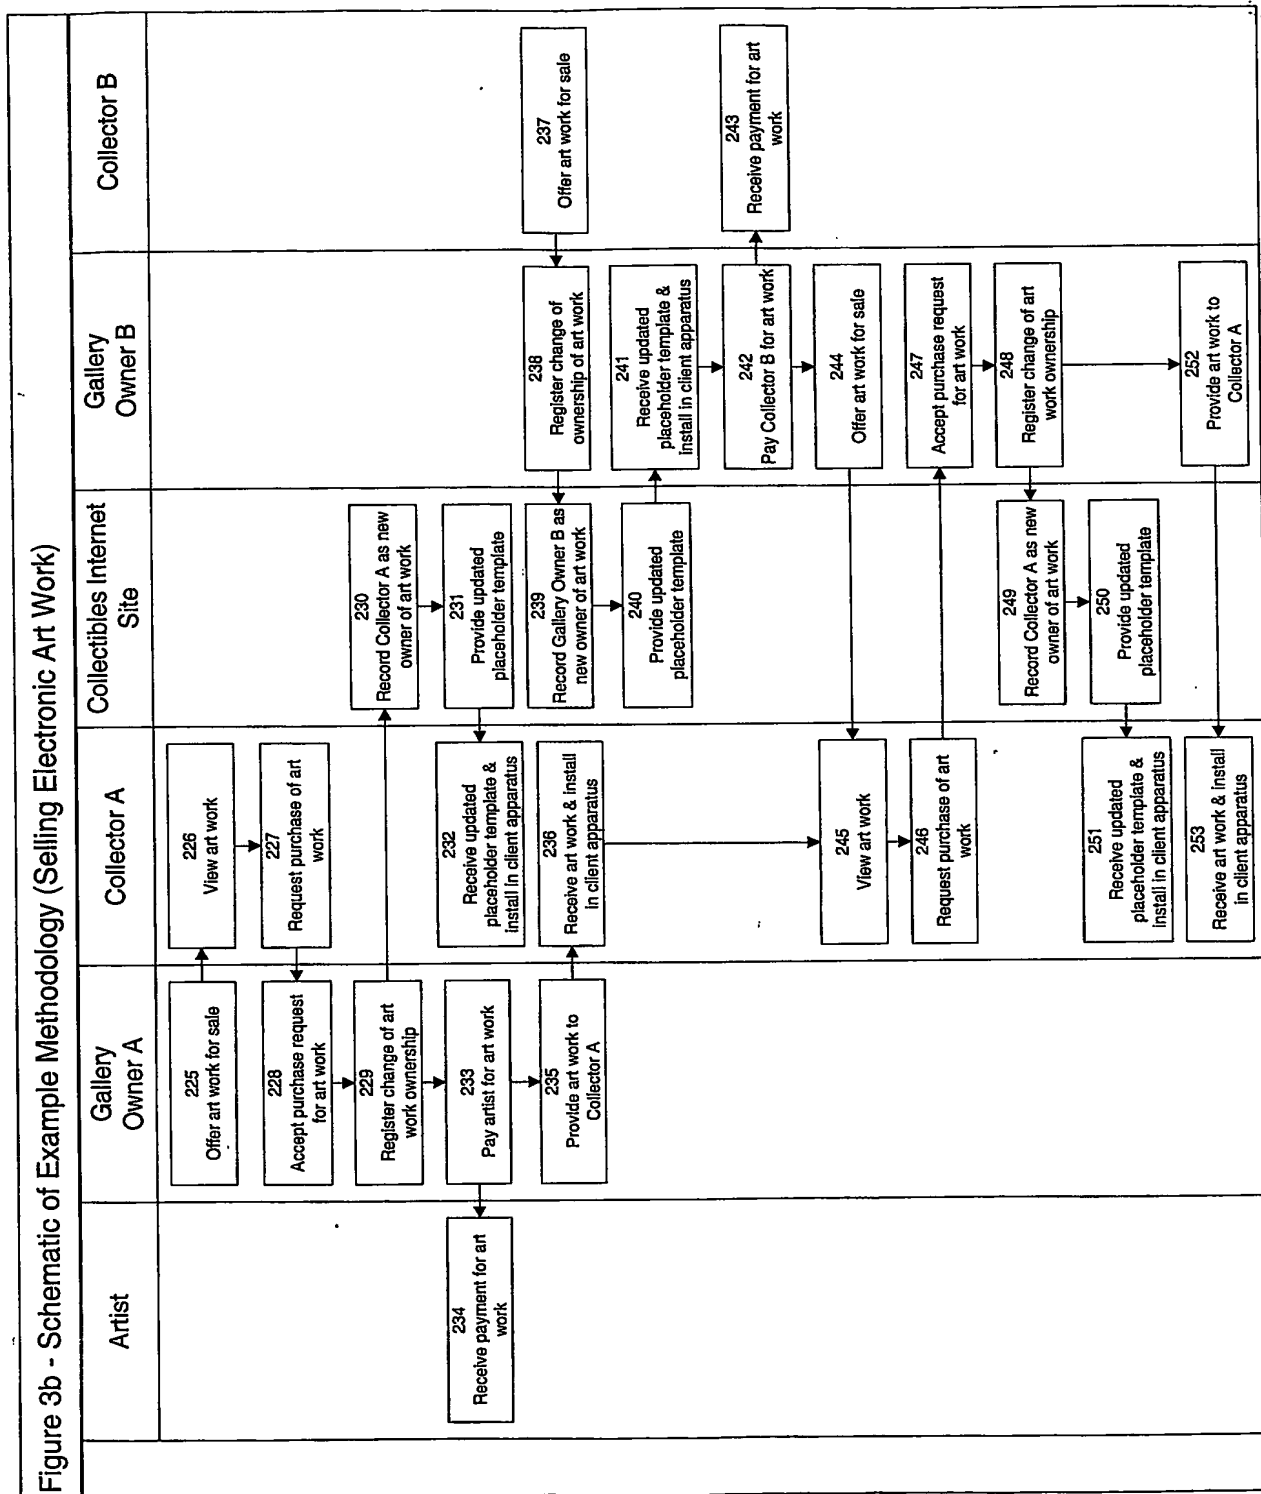 Figure 3b - Schematic of Example Methodology (Selling Electronic Art Work)
Artist
Gallery
Owner A
Collector A
Collectibles Internet
Site
Gallery
Owner B
Collector B
225
Offer art work for sale
226
View art work
227
Request purchase of art
work
228
Accept purchase request
for art work
229
Register change of art
work ownership
230
Record Collector A as new
owner of art work
231
Provide updated
placeholder template
232
Receive updated
placeholder template &
install in client apparatus
233
Pay artist for art work
234
Receive payment for art
work
235
Provide art work to
Collector A
236
Receive art work & install
in client apparatus
237
Offer art work for sale
238
Register change of
ownership of art work
239
Record Gallery Owner B as
new owner of art work
240
Provide updated
placeholder template
241
Receive updated
placeholder template &
install in client apparatus
242
Pay Collector B for art work
243
Receive payment for art
work
244
Offer art work for sale
245
View art work
246
Request purchase of art
work
247
Accept purchase request
for art work
248
Register change of art
work ownership
249
Record Collector A as new
owner of art work
250
Provide updated
placeholder template
251
Receive updated
placeholder template &
install in client apparatus
252
Provide art work to
Collector A
253
Receive art work & install
in client apparatus